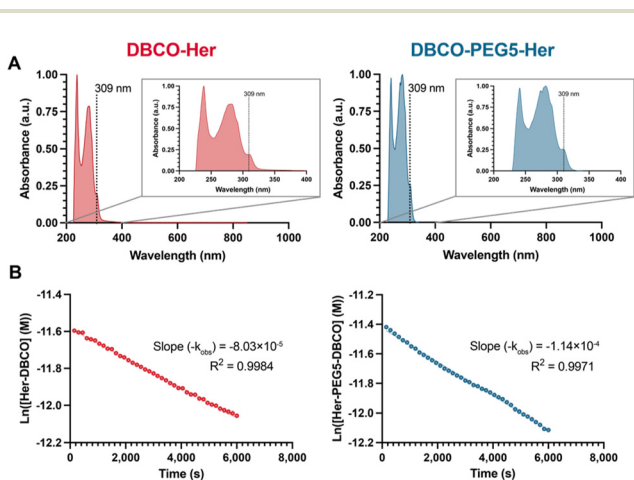 DBCO-Her
DBCO-PEG5-Her
A
Absorbance (a.u.)
1.00
0.75
0.50
0.25
0.00
309 nm
200
400
600
800
1000
Wavelength (nm)
Absorbance (a.u.)
1.00
0.75
0.50
0.25
0.00
309 nm
200
250
300
350
400
Wavelength (nm)
Absorbance (a.u.)
1.00
0.75
0.50
0.25
0.00
309 nm
200
400
600
800
1000
Wavelength (nm)
Absorbance (a.u.)
1.00
0.75
0.50
0.25
0.00
309 nm
200
250
300
350
400
Wavelength (nm)
B
Ln([Her-DBCO] (M))
-11.4
-11.6
-11.8
-12.0
-12.2
Slope (-kobs) = -8.03×10-5
R2 = 0.9984
0
2,000
4,000
6,000
8,000
Time (s)
Ln([Her-PEG5-DBCO] (M))
-11.2
-11.4
-11.6
-11.8
-12.0
-12.2
Slope (-kobs) = -1.14×10-4
R2 = 0.9971
0
2,000
4,000
6,000
8,000
Time (s)